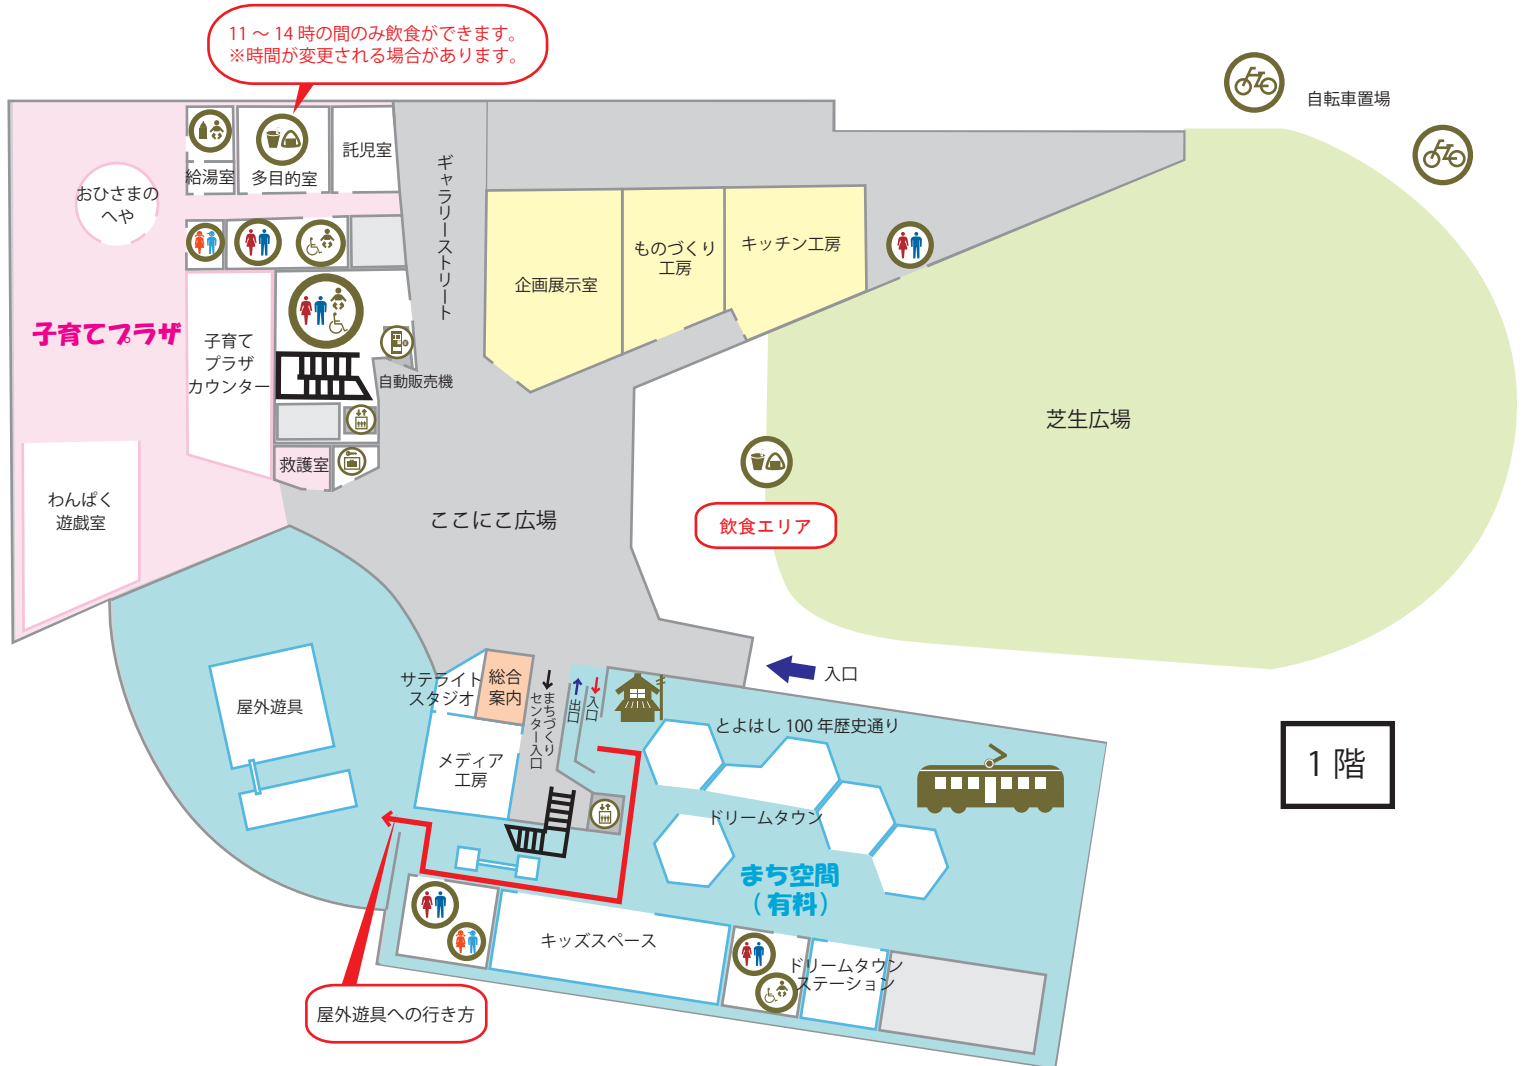 11 ～ 14 時の間のみ飲食ができます。
※時間が変更される場合があります。
自転車置場
給湯室
多目的室
託児室
おひさまの
へや
ギャラリーストリート
企画展示室
ものづくり
工房
キッチン工房
子育てプラザ
子育て
プラザ
カウンター
自動販売機
芝生広場
救護室
わんぱく
遊戯室
ここにこ広場
飲食エリア
入口
サテライト
スタジオ
総合
案内
まちづくり
センター入口
出口
入口
屋外遊具
メディア
工房
とよはし 100 年歴史通り
1 階
ドリームタウン
まち空間
（有料）
キッズスペース
ドリームタウン
ステーション
屋外遊具への行き方